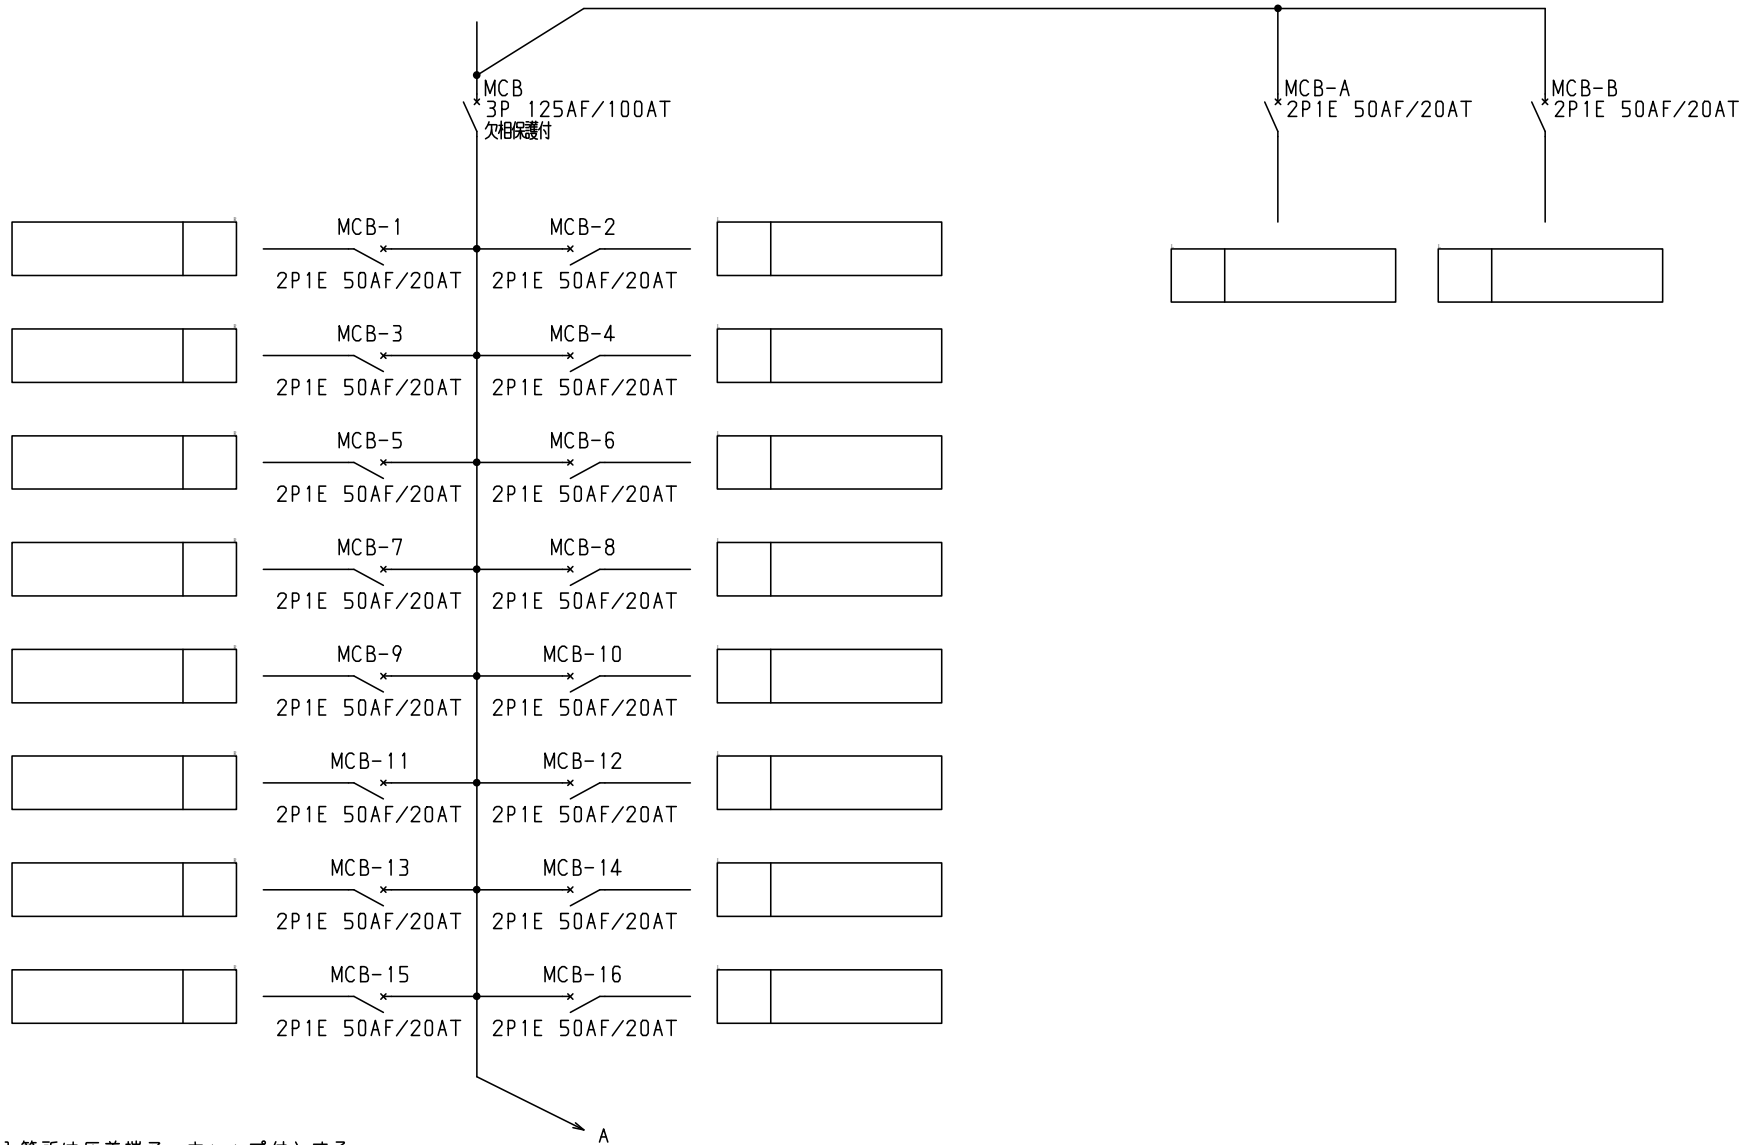 MCB
3P 125AF/100AT
欠相保護付
MCB-A
2P1E 50AF/20AT
MCB-B
2P1E 50AF/20AT
MCB-1
2P1E 50AF/20AT
MCB-2
2P1E 50AF/20AT
MCB-3
2P1E 50AF/20AT
MCB-4
2P1E 50AF/20AT
MCB-5
2P1E 50AF/20AT
MCB-6
2P1E 50AF/20AT
MCB-7
2P1E 50AF/20AT
MCB-8
2P1E 50AF/20AT
MCB-9
2P1E 50AF/20AT
MCB-10
2P1E 50AF/20AT
MCB-11
2P1E 50AF/20AT
MCB-12
2P1E 50AF/20AT
MCB-13
2P1E 50AF/20AT
MCB-14
2P1E 50AF/20AT
MCB-15
2P1E 50AF/20AT
MCB-16
2P1E 50AF/20AT
A